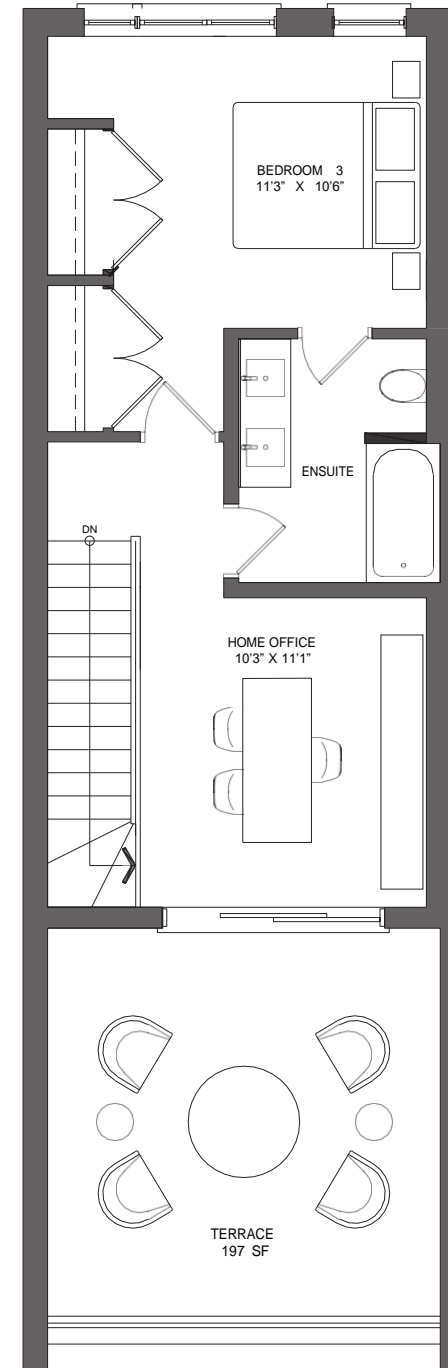 BEDROOM 3
11'3" X 10'6"
ENSUITE
DN
HOME OFFICE
10'3" X 11'1"
TERRACE
197 SF